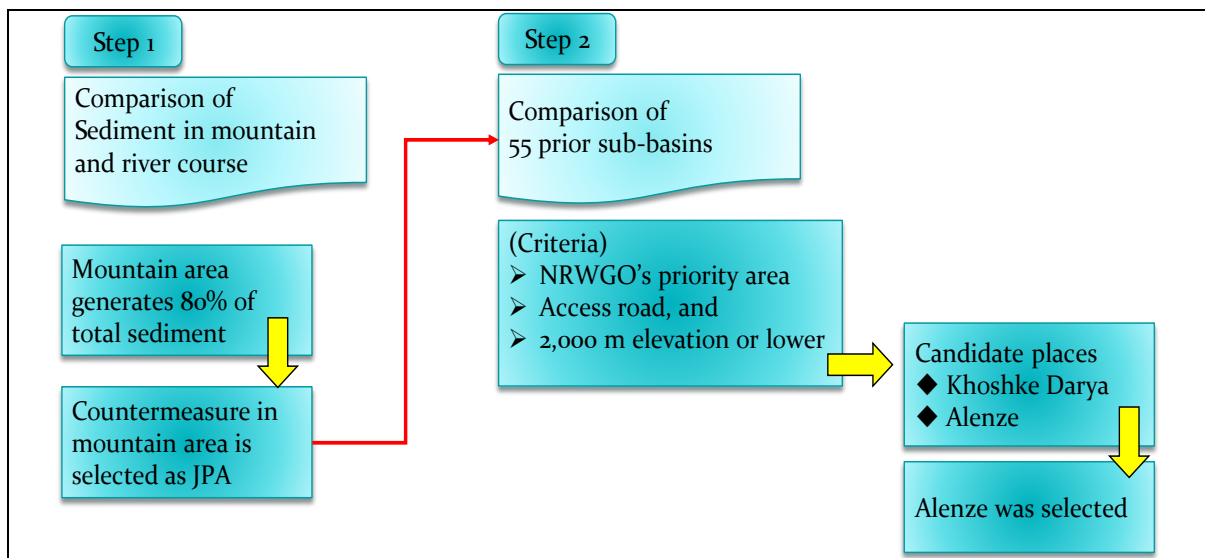 Step 1
Comparison of
Sediment in mountain
and river course
Mountain area
generates 80% of
total sediment
Countermeasure in
mountain area is
selected as JPA
Step 2
Comparison of
55 prior sub-basins
(Criteria)
➢ NRWGO’s priority area
➢ Access road, and
➢ 2,000 m elevation or lower
Candidate places
◆ Khoshke Darya
◆ Alenze
Alenze was selected